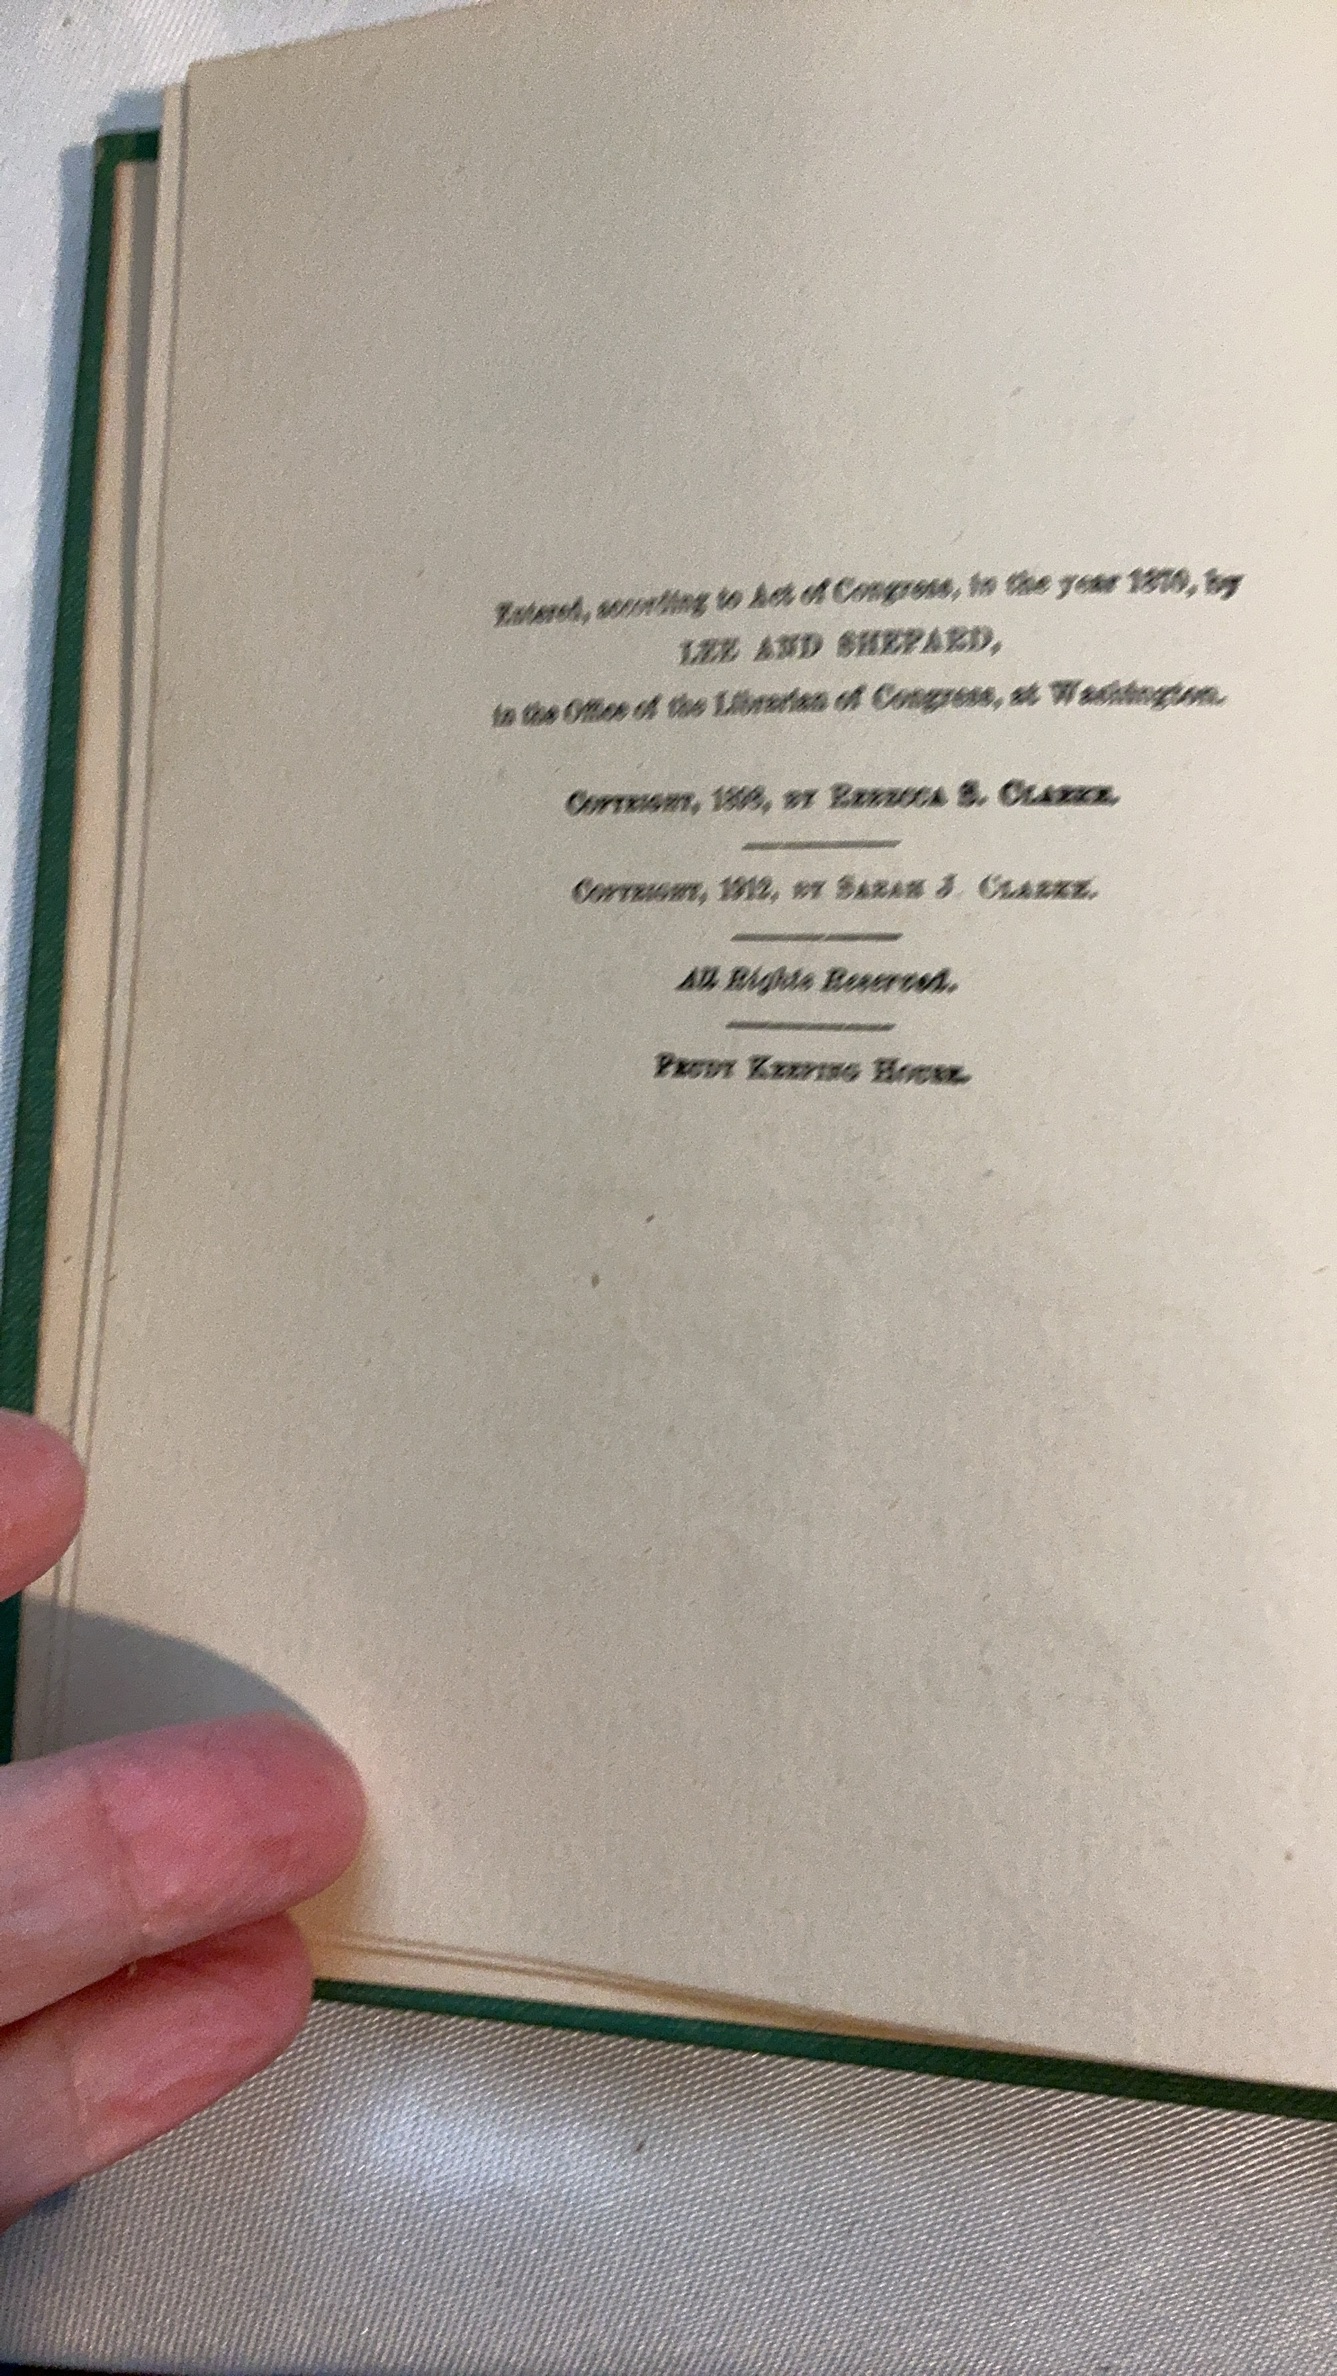 Entered, according to Act of Congress, in the year 1870, by
LEE AND SHEPARD,
in the Office of the Librarian of Congress, at Washington.
COPYRIGHT, 1898, BY REBECCA S. CLARKE.
COPYRIGHT, 1912, BY SARAH J. CLARKE.
All Rights Reserved.
PRUDY KEEPING HOUSE.